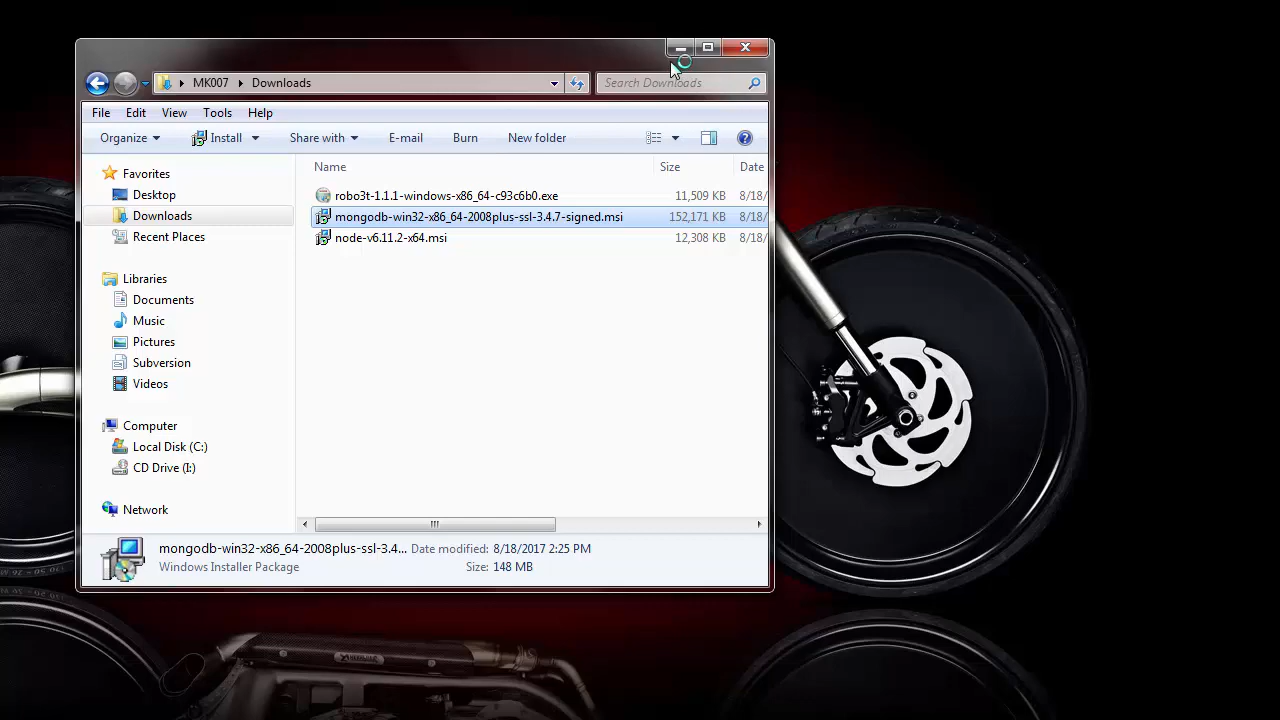 MK007 Downloads
Search Downloads
File Edit View Tools Help
Organize Install Share with E-mail Burn New folder
Name Size Date
Favorites
Desktop
Downloads
Recent Places
Libraries
Documents
Music
Pictures
Subversion
Videos
Computer
Local Disk (C:)
CD Drive (I:)
Network
robo3t-1.1.1-windows-x86_64-c93c6b0.exe 11,509 KB 8/18/
mongodb-win32-x86_64-2008plus-ssl-3.4.7-signed.msi 152,171 KB 8/18/
node-v6.11.2-x64.msi 12,308 KB 8/18/
mongodb-win32-x86_64-2008plus-ssl-3.4... Date modified: 8/18/2017 2:25 PM
Windows Installer Package Size: 148 MB